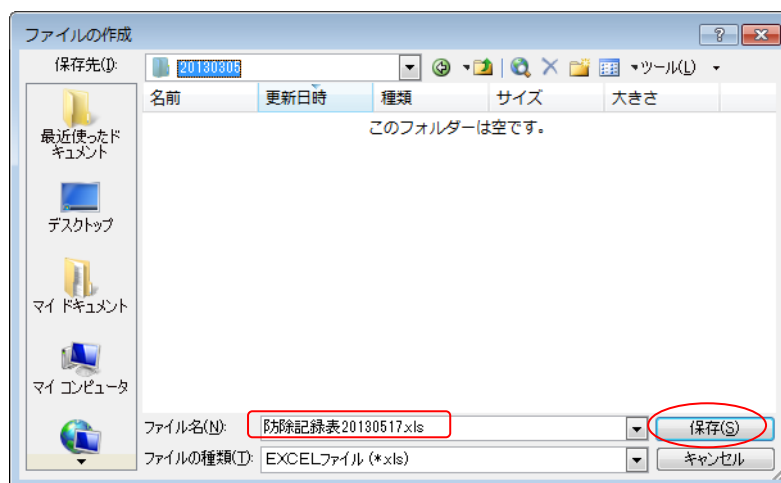 ファイルの作成
保存先(I):
20130305
ツール(L)
名前
更新日時
種類
サイズ
大きさ
このフォルダーは空です。
最近使ったド
キュメント
デスクトップ
マイ ドキュメント
マイ コンピュータ
ファイル名(N):
防除記録表20130517.xls
保存(S)
ファイルの種類(T):
EXCELファイル (*.xls)
キャンセル